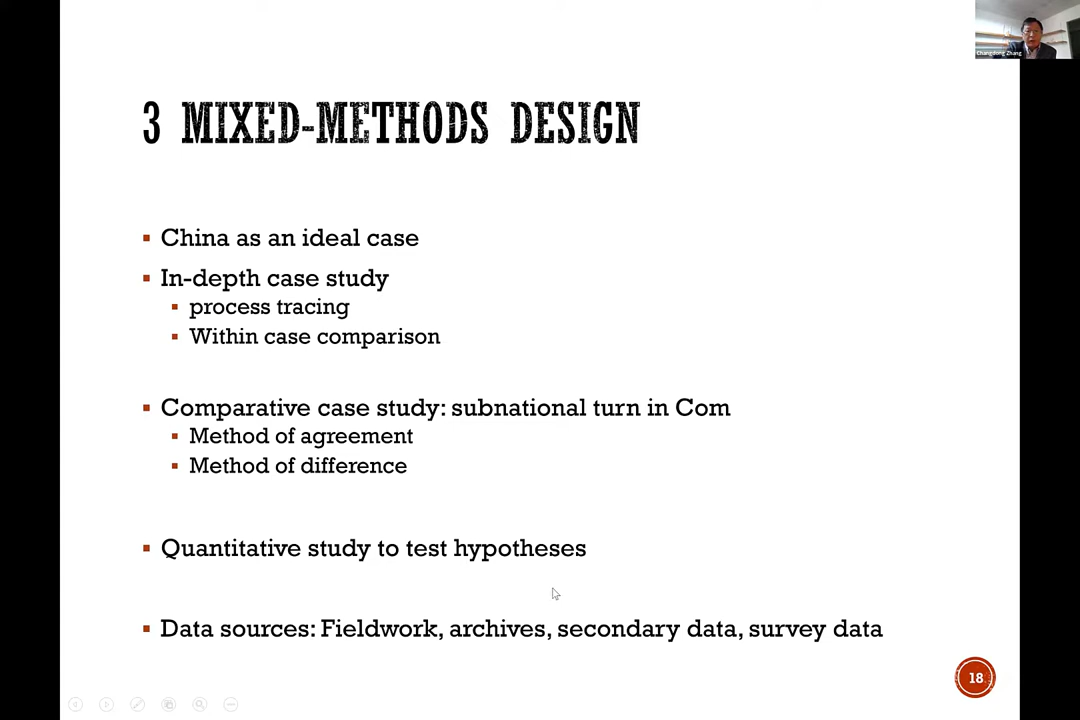 Changdong Zhang
3 MIXED-METHODS DESIGN
China as an ideal case
In-depth case study
process tracing
Within case comparison
Comparative case study: subnational turn in Com
Method of agreement
Method of difference
Quantitative study to test hypotheses
Data sources: Fieldwork, archives, secondary data, survey data
18